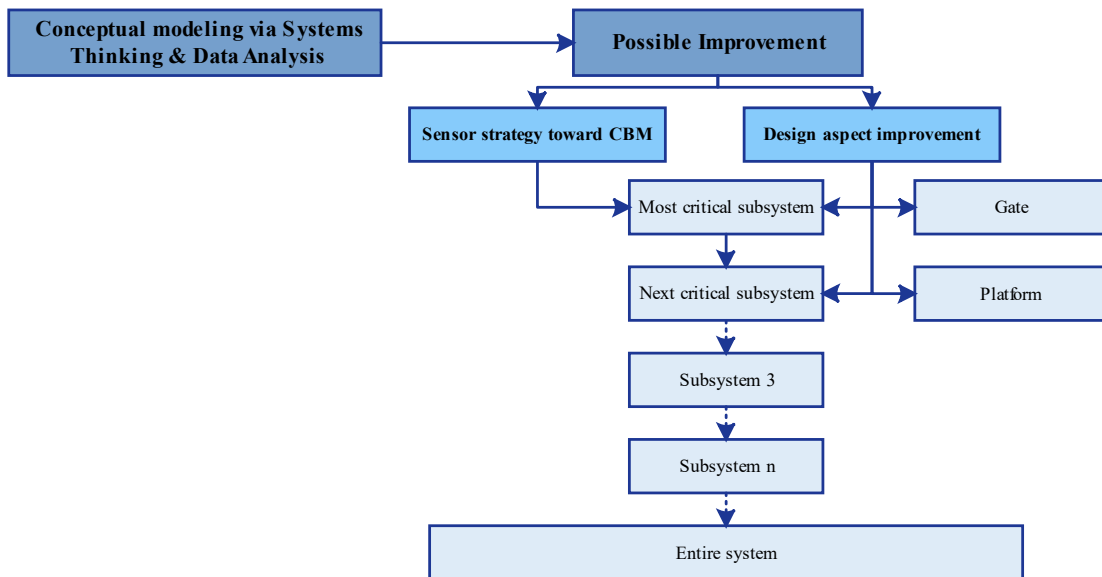 Conceptual modeling via Systems
Thinking & Data Analysis
Possible Improvement
Sensor strategy toward CBM
Design aspect improvement
Most critical subsystem
Gate
Next critical subsystem
Platform
Subsystem 3
Subsystem n
Entire system